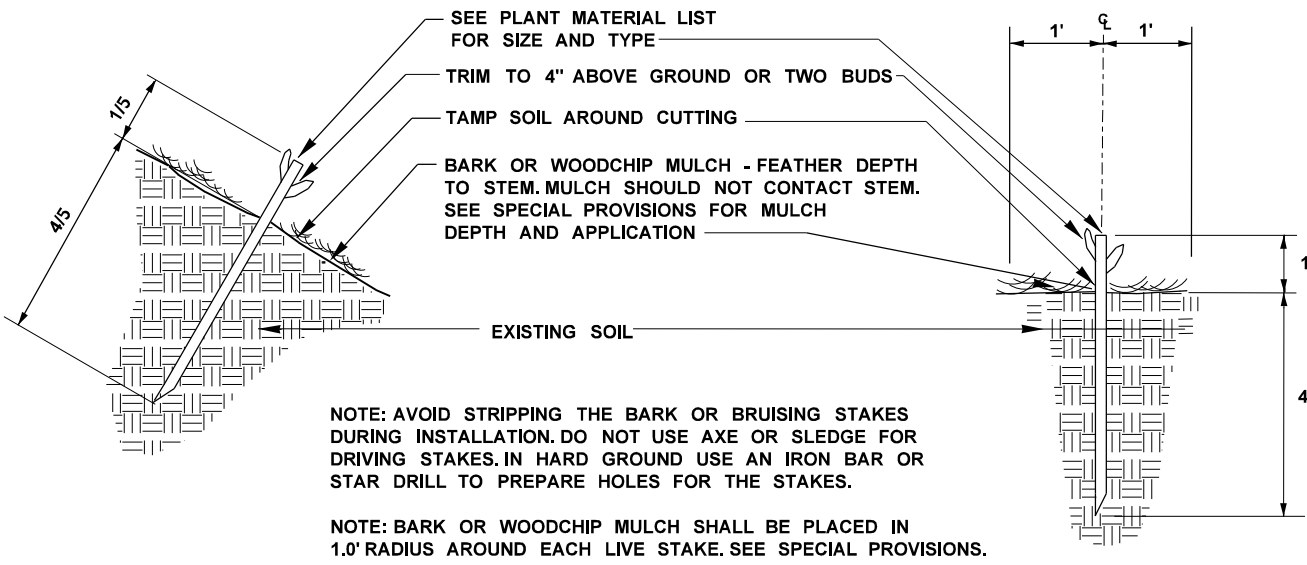 SEE PLANT MATERIAL LIST
FOR SIZE AND TYPE
TRIM TO 4" ABOVE GROUND OR TWO BUDS
TAMP SOIL AROUND CUTTING
BARK OR WOODCHIP MULCH - FEATHER DEPTH
TO STEM. MULCH SHOULD NOT CONTACT STEM.
SEE SPECIAL PROVISIONS FOR MULCH
DEPTH AND APPLICATION
1/5
4/5
EXISTING SOIL
1'
℄
1'
1
4
NOTE: AVOID STRIPPING THE BARK OR BRUISING STAKES
DURING INSTALLATION. DO NOT USE AXE OR SLEDGE FOR
DRIVING STAKES. IN HARD GROUND USE AN IRON BAR OR
STAR DRILL TO PREPARE HOLES FOR THE STAKES.
NOTE: BARK OR WOODCHIP MULCH SHALL BE PLACED IN
1.0' RADIUS AROUND EACH LIVE STAKE. SEE SPECIAL PROVISIONS.